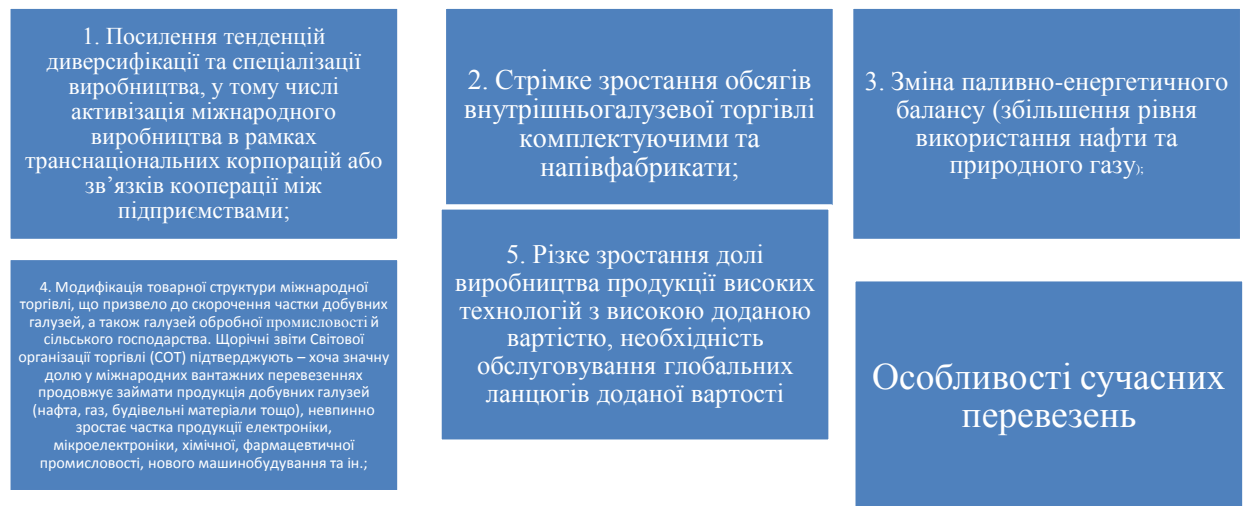 1. Посилення тенденцій
диверсифікації та спеціалізації
виробництва, у тому числі
активізація міжнародного
виробництва в рамках
транснаціональних корпорацій або
зв’язків кооперації між
підприємствами;
2. Стрімке зростання обсягів
внутрішньогалузевої торгівлі
комплектуючими та
напівфабрикати;
3. Зміна паливно-енергетичного
балансу (збільшення рівня
використання нафти та
природного газу);
4. Модифікація товарної структури міжнародної
торгівлі, що призвело до скорочення частки добувних
галузей, а також галузей обробної промисловості й
сільського господарства. Щорічні звіти Світової
організації торгівлі (СОТ) підтверджують – хоча значну
долю у міжнародних вантажних перевезеннях
продовжує займати продукція добувних галузей
(нафта, газ, будівельні матеріали тощо), невпинно
зростає частка продукції електроніки,
мікроелектроніки, хімічної, фармацевтичної
промисловості, нового машинобудування та ін.;
5. Різке зростання долі
виробництва продукції високих
технологій з високою доданою
вартістю, необхідність
обслуговування глобальних
ланцюгів доданої вартості
Особливості сучасних
перевезень